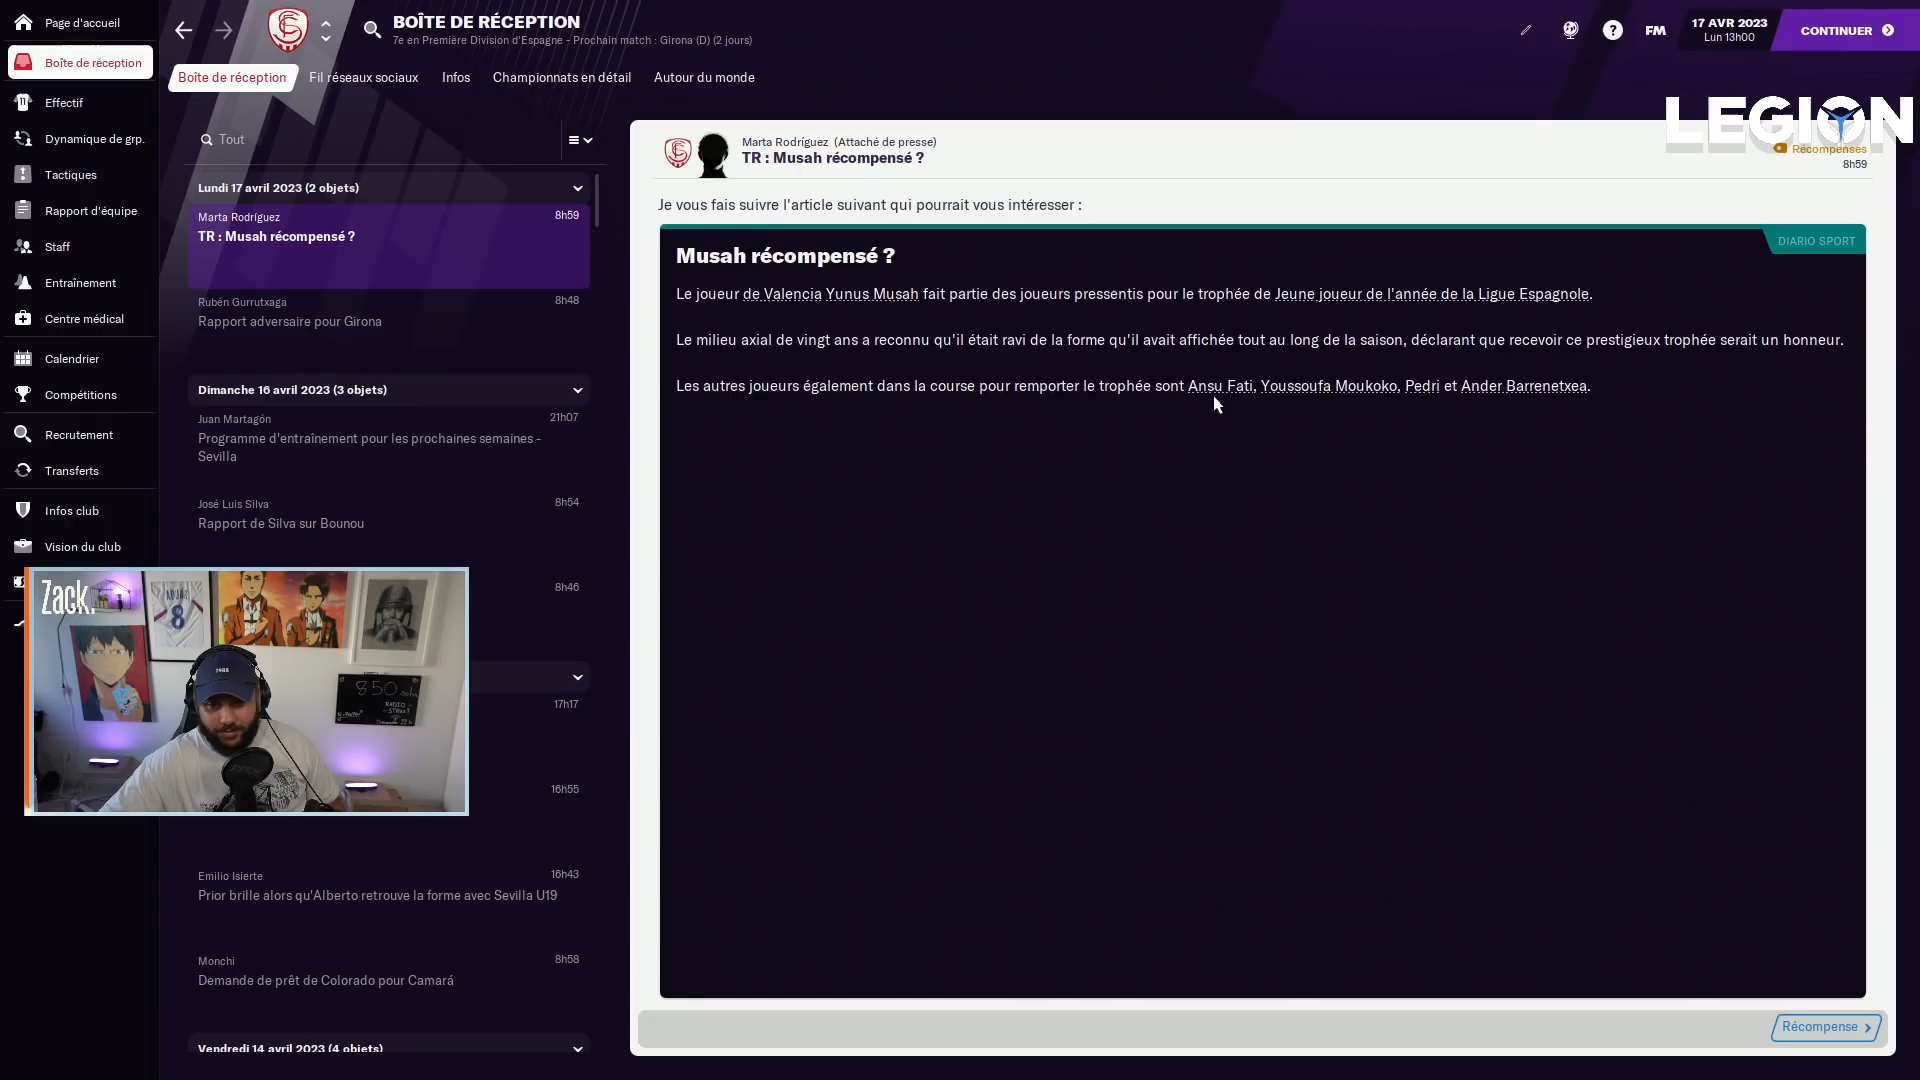 Page d'accueil
Boîte de réception
Effectif
Dynamique de grp.
Tactiques
Rapport d'équipe
Staff
Entraînement
Centre médical
Calendrier
Compétitions
Recrutement
Transferts
Infos club
Vision du club
BOÎTE DE RÉCEPTION
7e en Première Division d'Espagne - Prochain match : Girona (D) (2 jours)
FM
17 AVR 2023
Lun 13h00
CONTINUER
Boîte de réception
Fil réseaux sociaux
Infos
Championnats en détail
Autour du monde
LEGION
Tout
Lundi 17 avril 2023 (2 objets)
Marta Rodríguez 8h59
TR : Musah récompensé ?
Rubén Gurrutxaga 8h48
Rapport adversaire pour Girona
Dimanche 16 avril 2023 (3 objets)
Juan Martagón 21h07
Programme d'entraînement pour les prochaines semaines -
Sevilla
José Luis Silva 8h54
Rapport de Silva sur Bounou
8h46
17h17
16h55
Emilio Isierte 16h43
Prior brille alors qu'Alberto retrouve la forme avec Sevilla U19
Monchi 8h58
Demande de prêt de Colorado pour Camará
Vendredi 14 avril 2023 (4 objets)
Zack.
8
1988
850 subs
RADIO -
- STREET
Marta Rodríguez (Attaché de presse)
TR : Musah récompensé ?
Récompenses
8h59
Je vous fais suivre l'article suivant qui pourrait vous intéresser :
DIARIO SPORT
Musah récompensé ?
Le joueur de Valencia Yunus Musah fait partie des joueurs pressentis pour le trophée de Jeune joueur de l'année de la Ligue Espagnole.
Le milieu axial de vingt ans a reconnu qu'il était ravi de la forme qu'il avait affichée tout au long de la saison, déclarant que recevoir ce prestigieux trophée serait un honneur.
Les autres joueurs également dans la course pour remporter le trophée sont Ansu Fati, Youssoufa Moukoko, Pedri et Ander Barrenetxea.
Récompense